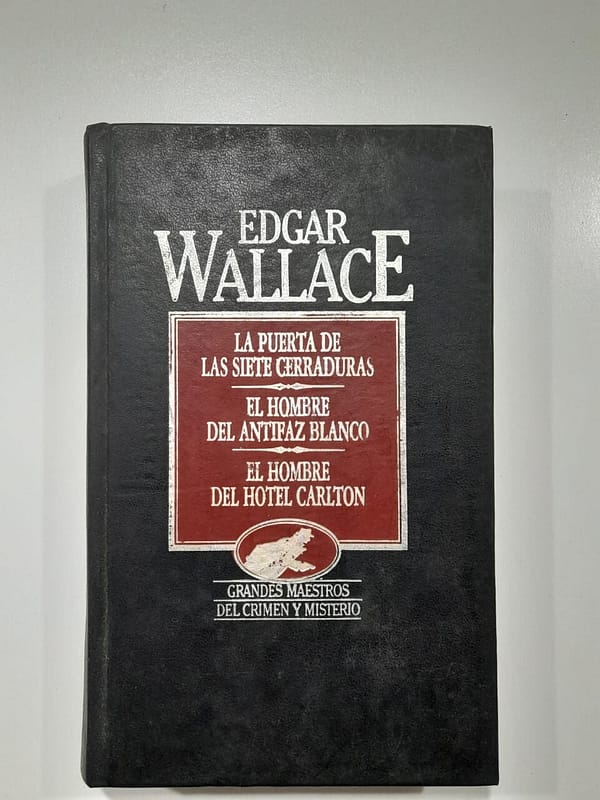 EDGAR
WALLACE
LA PUERTA DE
LAS SIETE CERRADURAS
EL HOMBRE
DEL ANTIFAZ BLANCO
EL HOMBRE
DEL HOTEL CARLTON
GRANDES MAESTROS
DEL CRIMEN Y MISTERIO